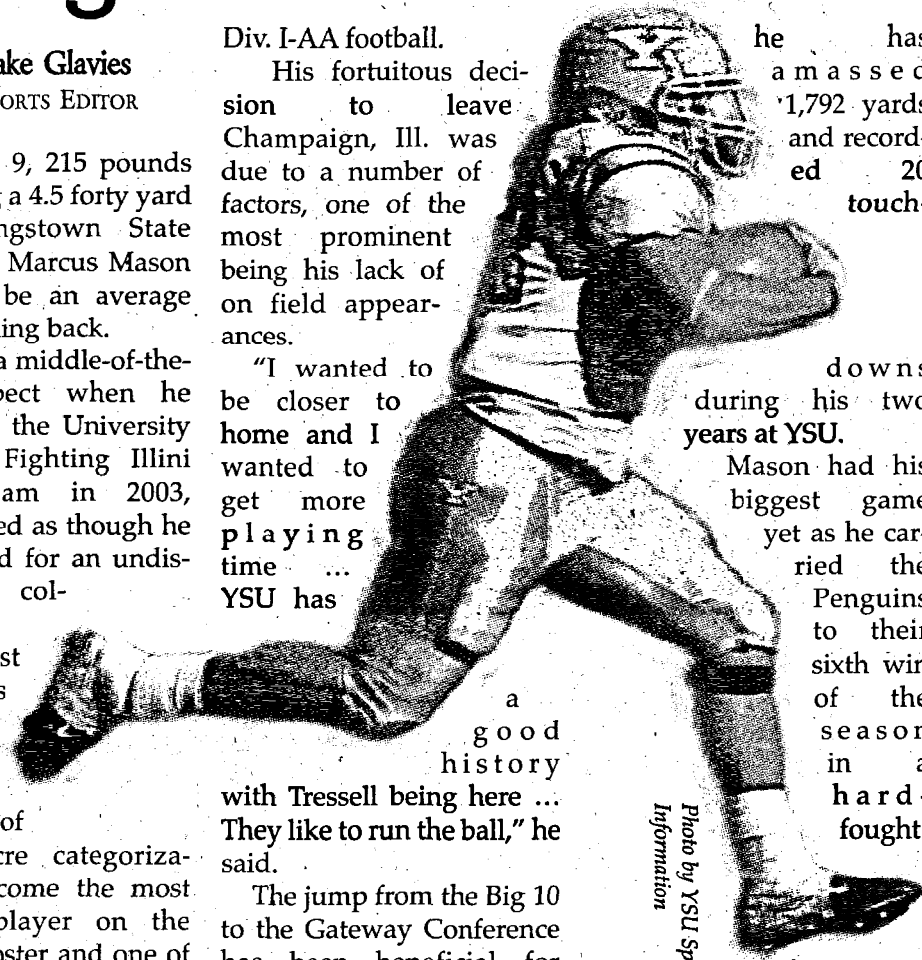 ake Glavies
ORTS EDITOR
9, 215 pounds
g a 4.5 forty yard
ngstown State
Marcus Mason
be an average
ing back.
a middle-of-the-
pect when he
the University
Fighting Illini
am in 2003,
ed as though he
d for an undis-
col-
st
s
of
cre categoriza-
come the most
player on the
oster and one of
Div. I-AA football.
His fortuitous deci-
sion to leave
Champaign, Ill. was
due to a number of
factors, one of the
most prominent
being his lack of
on field appear-
ances.
"I wanted to
be closer to
home and I
wanted to
get more
playing
time ...
YSU has
a
good
history
with Tressell being here ...
They like to run the ball," he
said.
The jump from the Big 10
to the Gateway Conference
has been beneficial for
he has
amassed
1,792 yards
and record-
ed 20
touch-
downs
during his two
years at YSU.
Mason had his
biggest game
yet as he car-
ried the
Penguins
to their
sixth win
of the
season
in a
hard-
fought
Photo by YSU Sp
Information